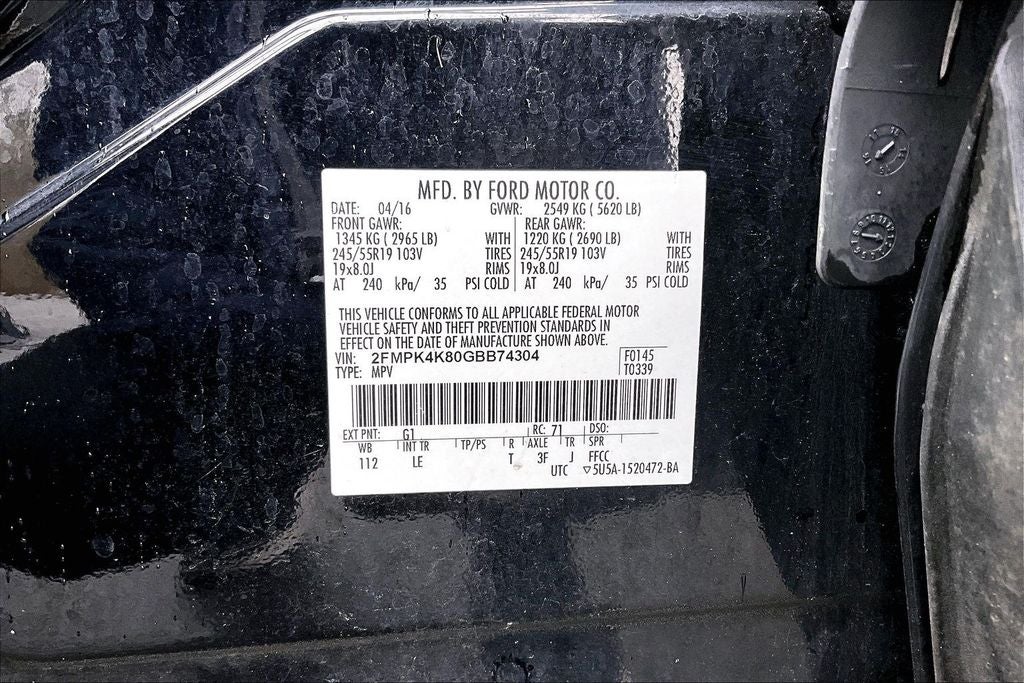 MFD. BY FORD MOTOR CO.
DATE: 04/16 GVWR: 2549 KG ( 5620 LB)
FRONT GAWR: REAR GAWR:
1345 KG ( 2965 LB) WITH 1220 KG ( 2690 LB) WITH
245/55R19 103V TIRES 245/55R19 103V TIRES
19x8.0J RIMS 19x8.0J RIMS
AT 240 kPa/ 35 PSI COLD AT 240 kPa/ 35 PSI COLD
THIS VEHICLE CONFORMS TO ALL APPLICABLE FEDERAL MOTOR
VEHICLE SAFETY AND THEFT PREVENTION STANDARDS IN
EFFECT ON THE DATE OF MANUFACTURE SHOWN ABOVE.
VIN: 2FMPK4K80GBB74304 F0145
TYPE: MPV T0339
EXT PNT: G1 RC: 71 DSO:
WB INT TR TP/PS R AXLE TR SPR
112 LE T 3F J FFCC
UTC ▽5U5A-1520472-BA